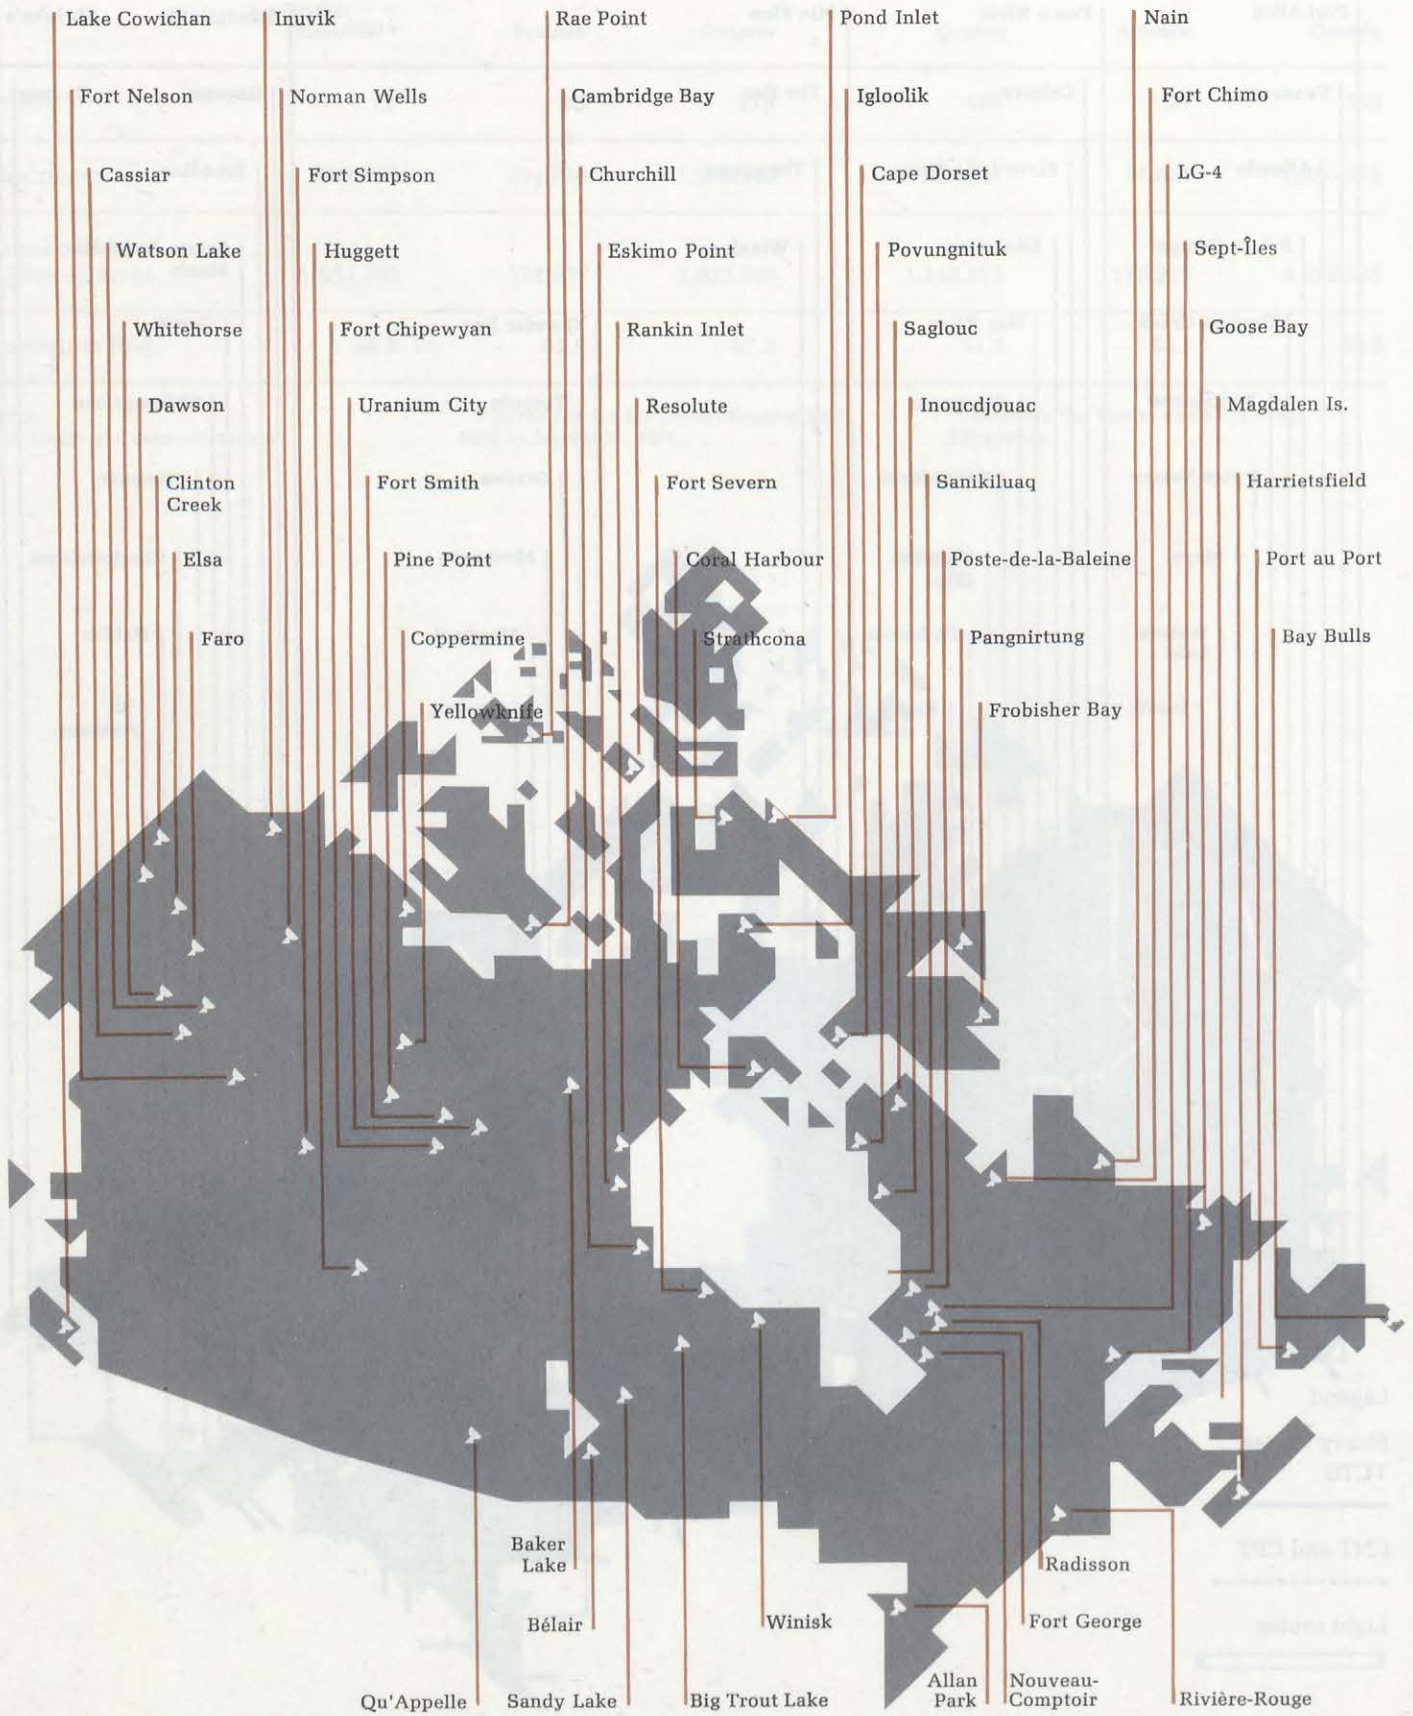 Lake Cowichan
Inuvik
Rae Point
Pond Inlet
Nain
Fort Nelson
Norman Wells
Cambridge Bay
Igloolik
Fort Chimo
Cassiar
Fort Simpson
Churchill
Cape Dorset
LG-4
Watson Lake
Huggett
Eskimo Point
Povungnituk
Sept-Îles
Whitehorse
Fort Chipewyan
Rankin Inlet
Saglouc
Goose Bay
Dawson
Uranium City
Resolute
Inoucdjouac
Magdalen Is.
Clinton
Creek
Fort Smith
Fort Severn
Sanikiluaq
Harrietsfield
Elsa
Pine Point
Coral Harbour
Poste-de-la-Baleine
Port au Port
Faro
Coppermine
Strathcona
Pangnirtung
Bay Bulls
Yellowknife
Frobisher Bay
Baker
Lake
Radisson
Bélair
Winisk
Fort George
Qu'Appelle
Sandy Lake
Big Trout Lake
Allan
Park
Nouveau-
Comptoir
Rivière-Rouge